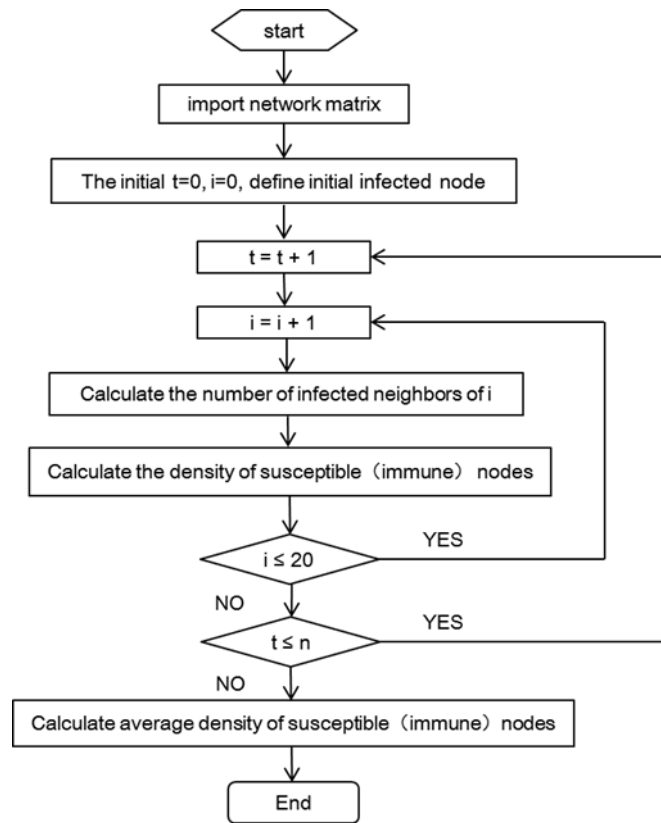 start
import network matrix
The initial t=0, i=0, define initial infected node
t = t + 1
i = i + 1
Calculate the number of infected neighbors of i
Calculate the density of susceptible（immune）nodes
i ≤ 20
YES
NO
t ≤ n
YES
NO
Calculate average density of susceptible（immune）nodes
End